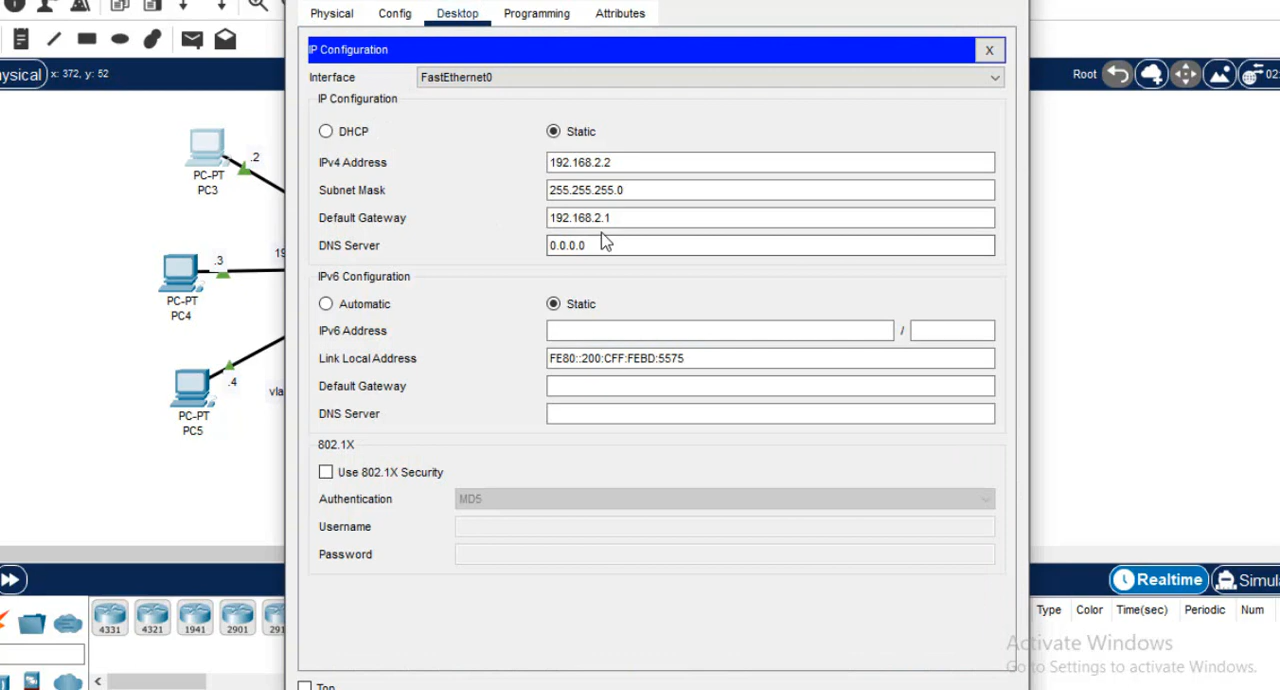 Physical Config Desktop Programming Attributes
IP Configuration X
ysical x: 372, y: 52
Root 02:
Interface FastEthernet0
IP Configuration
DHCP Static
IPv4 Address 192.168.2.2
Subnet Mask 255.255.255.0
Default Gateway 192.168.2.1
DNS Server 0.0.0.0
IPv6 Configuration
Automatic Static
IPv6 Address /
Link Local Address FE80::200:CFF:FEBD:5575
Default Gateway
DNS Server
802.1X
Use 802.1X Security
Authentication MD5
Username
Password
Top
.2
PC-PT
PC3
.3
19
PC-PT
PC4
.4
vla
PC-PT
PC5
Realtime Simula
4331 4321 1941 2901 291
Type Color Time(sec) Periodic Num
Activate Windows
Go to Settings to activate Windows.